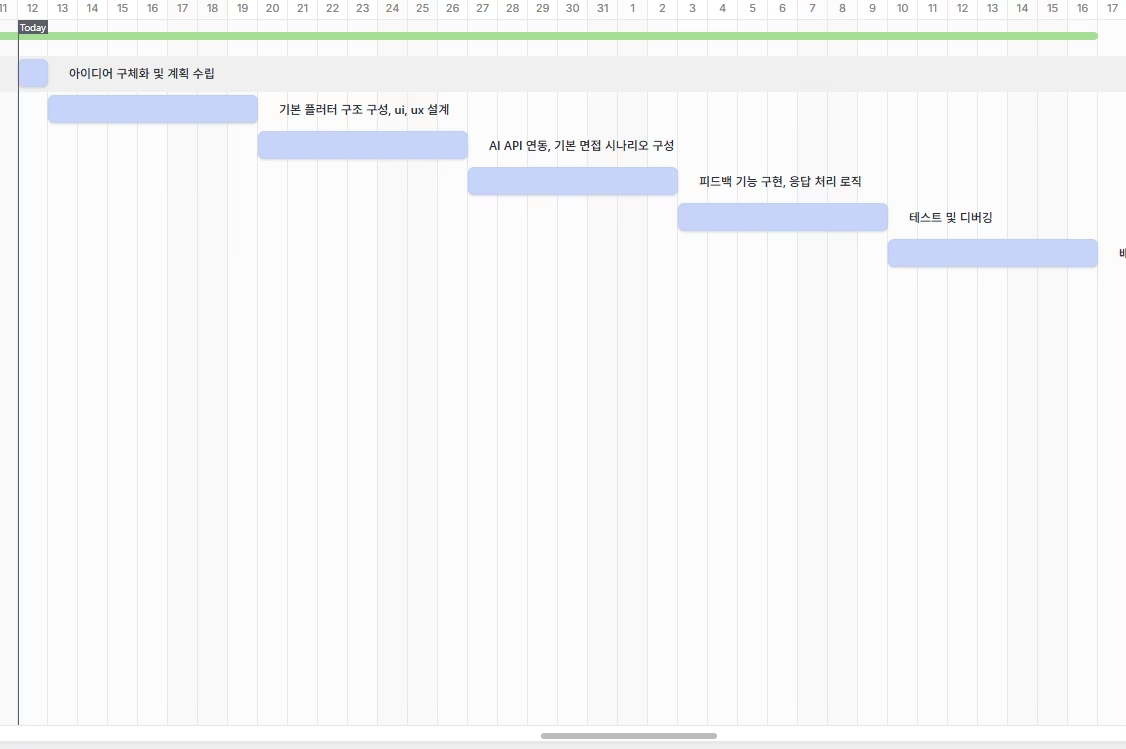 11 12 13 14 15 16 17 18 19 20 21 22 23 24 25 26 27 28 29 30 31 1 2 3 4 5 6 7 8 9 10 11 12 13 14 15 16 17
Today
아이디어 구체화 및 계획 수립
기본 플러터 구조 구성, ui, ux 설계
AI API 연동, 기본 면접 시나리오 구성
피드백 기능 구현, 응답 처리 로직
테스트 및 디버깅